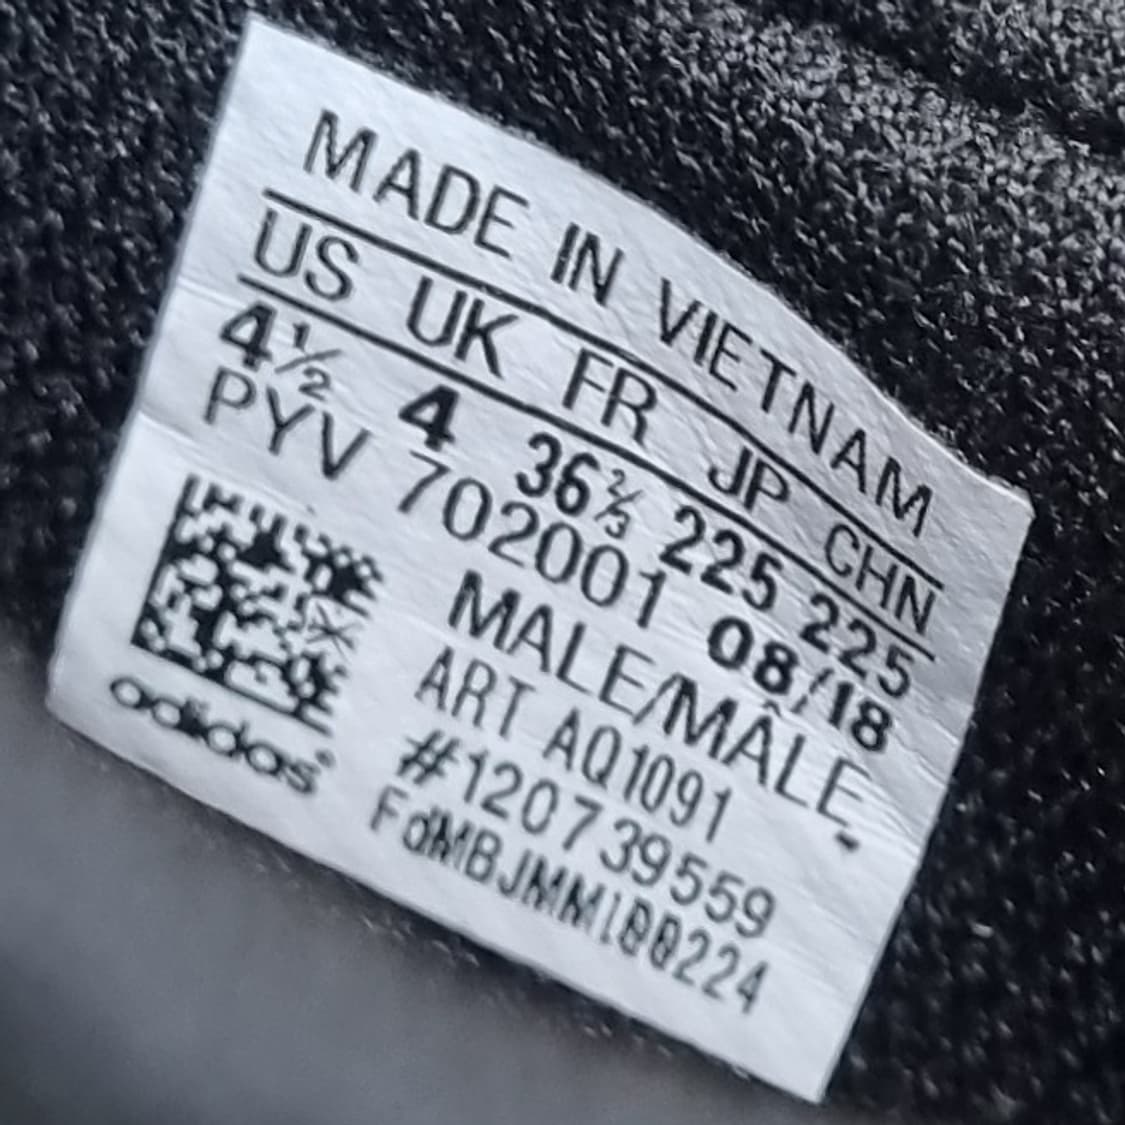 MADE IN VIETNAM
US UK FR JP CHN
4½ 4 36⅔ 225 225
PYV 702001 08/18
MALE/MÂLE
ART AQ1091
#120739559
FdMBJMM100224
adidas